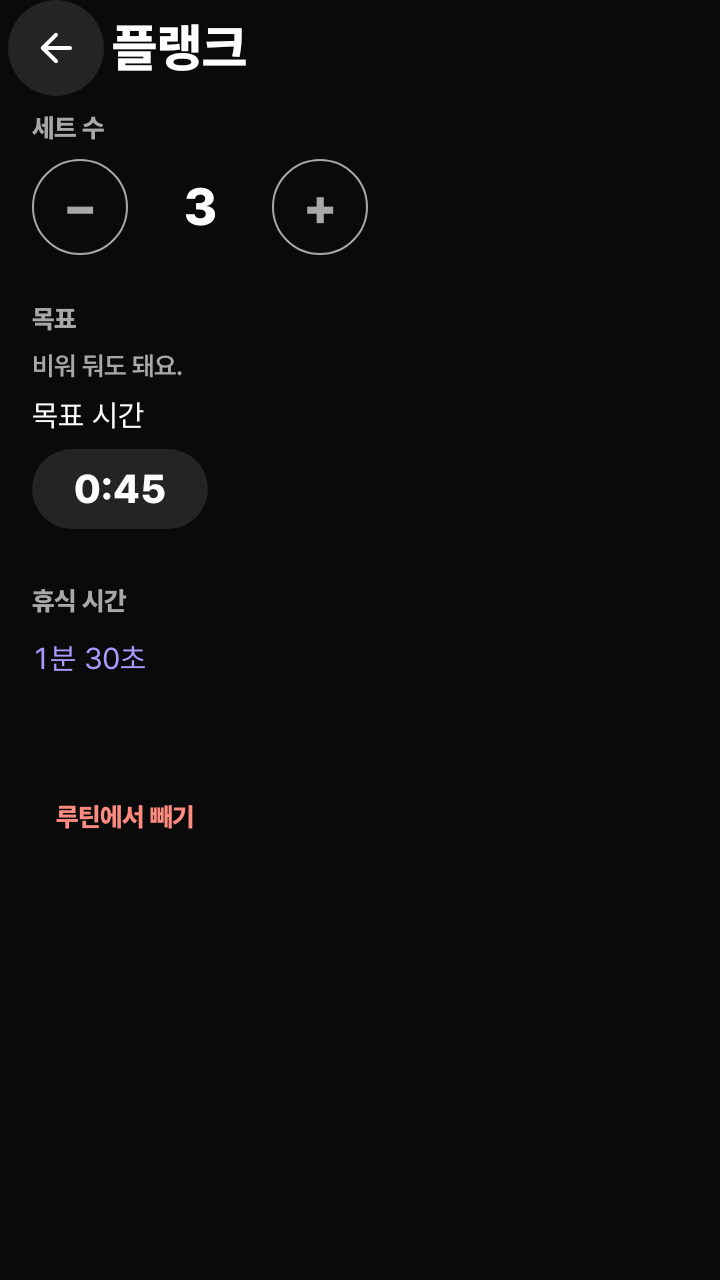 플랭크
세트 수
− 3 +
목표
비워 둬도 돼요.
목표 시간
0:45
휴식 시간
1분 30초
루틴에서 빼기